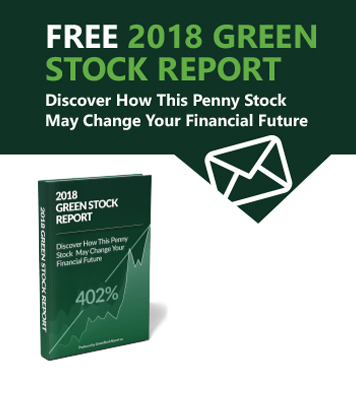 FREE 2018 GREEN
STOCK REPORT
Discover How This Penny Stock
May Change Your Financial Future
2018
GREEN STOCK
REPORT
Discover How This Penny
Stock May Change Your
Financial Future
402%
2018 GREEN STOCK REPORT